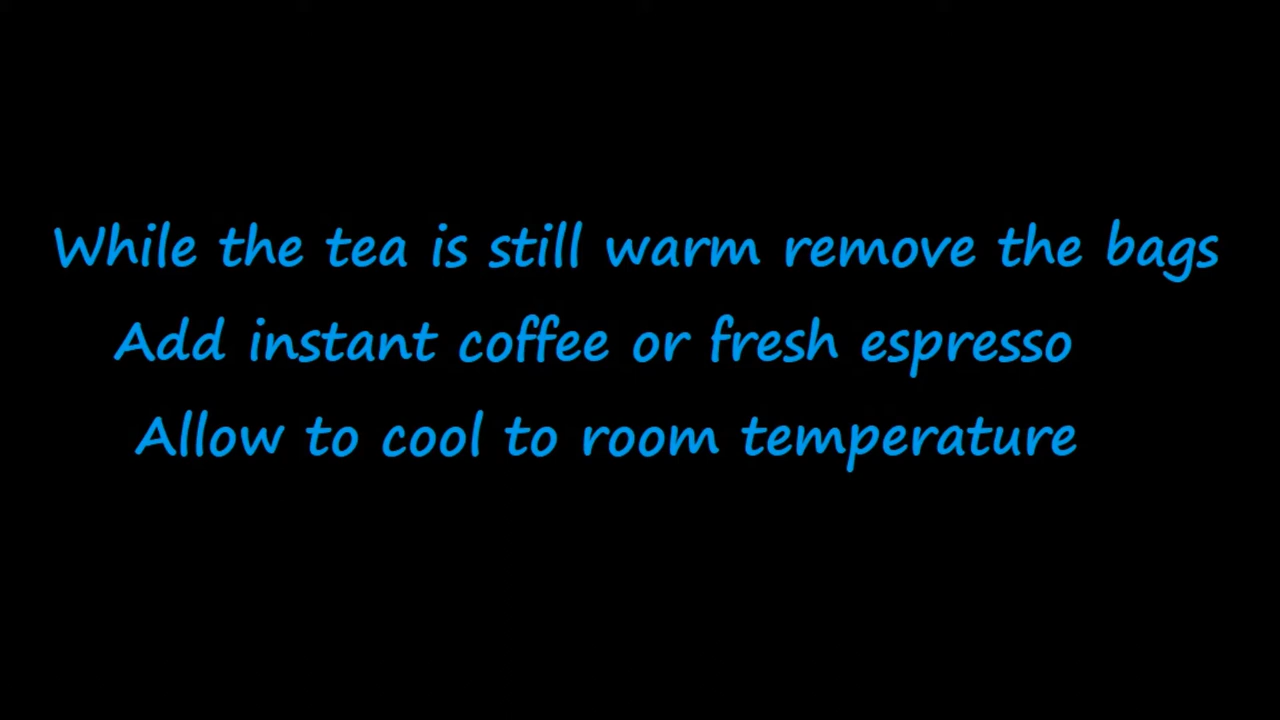 While the tea is still warm remove the bags
Add instant coffee or fresh espresso
Allow to cool to room temperature